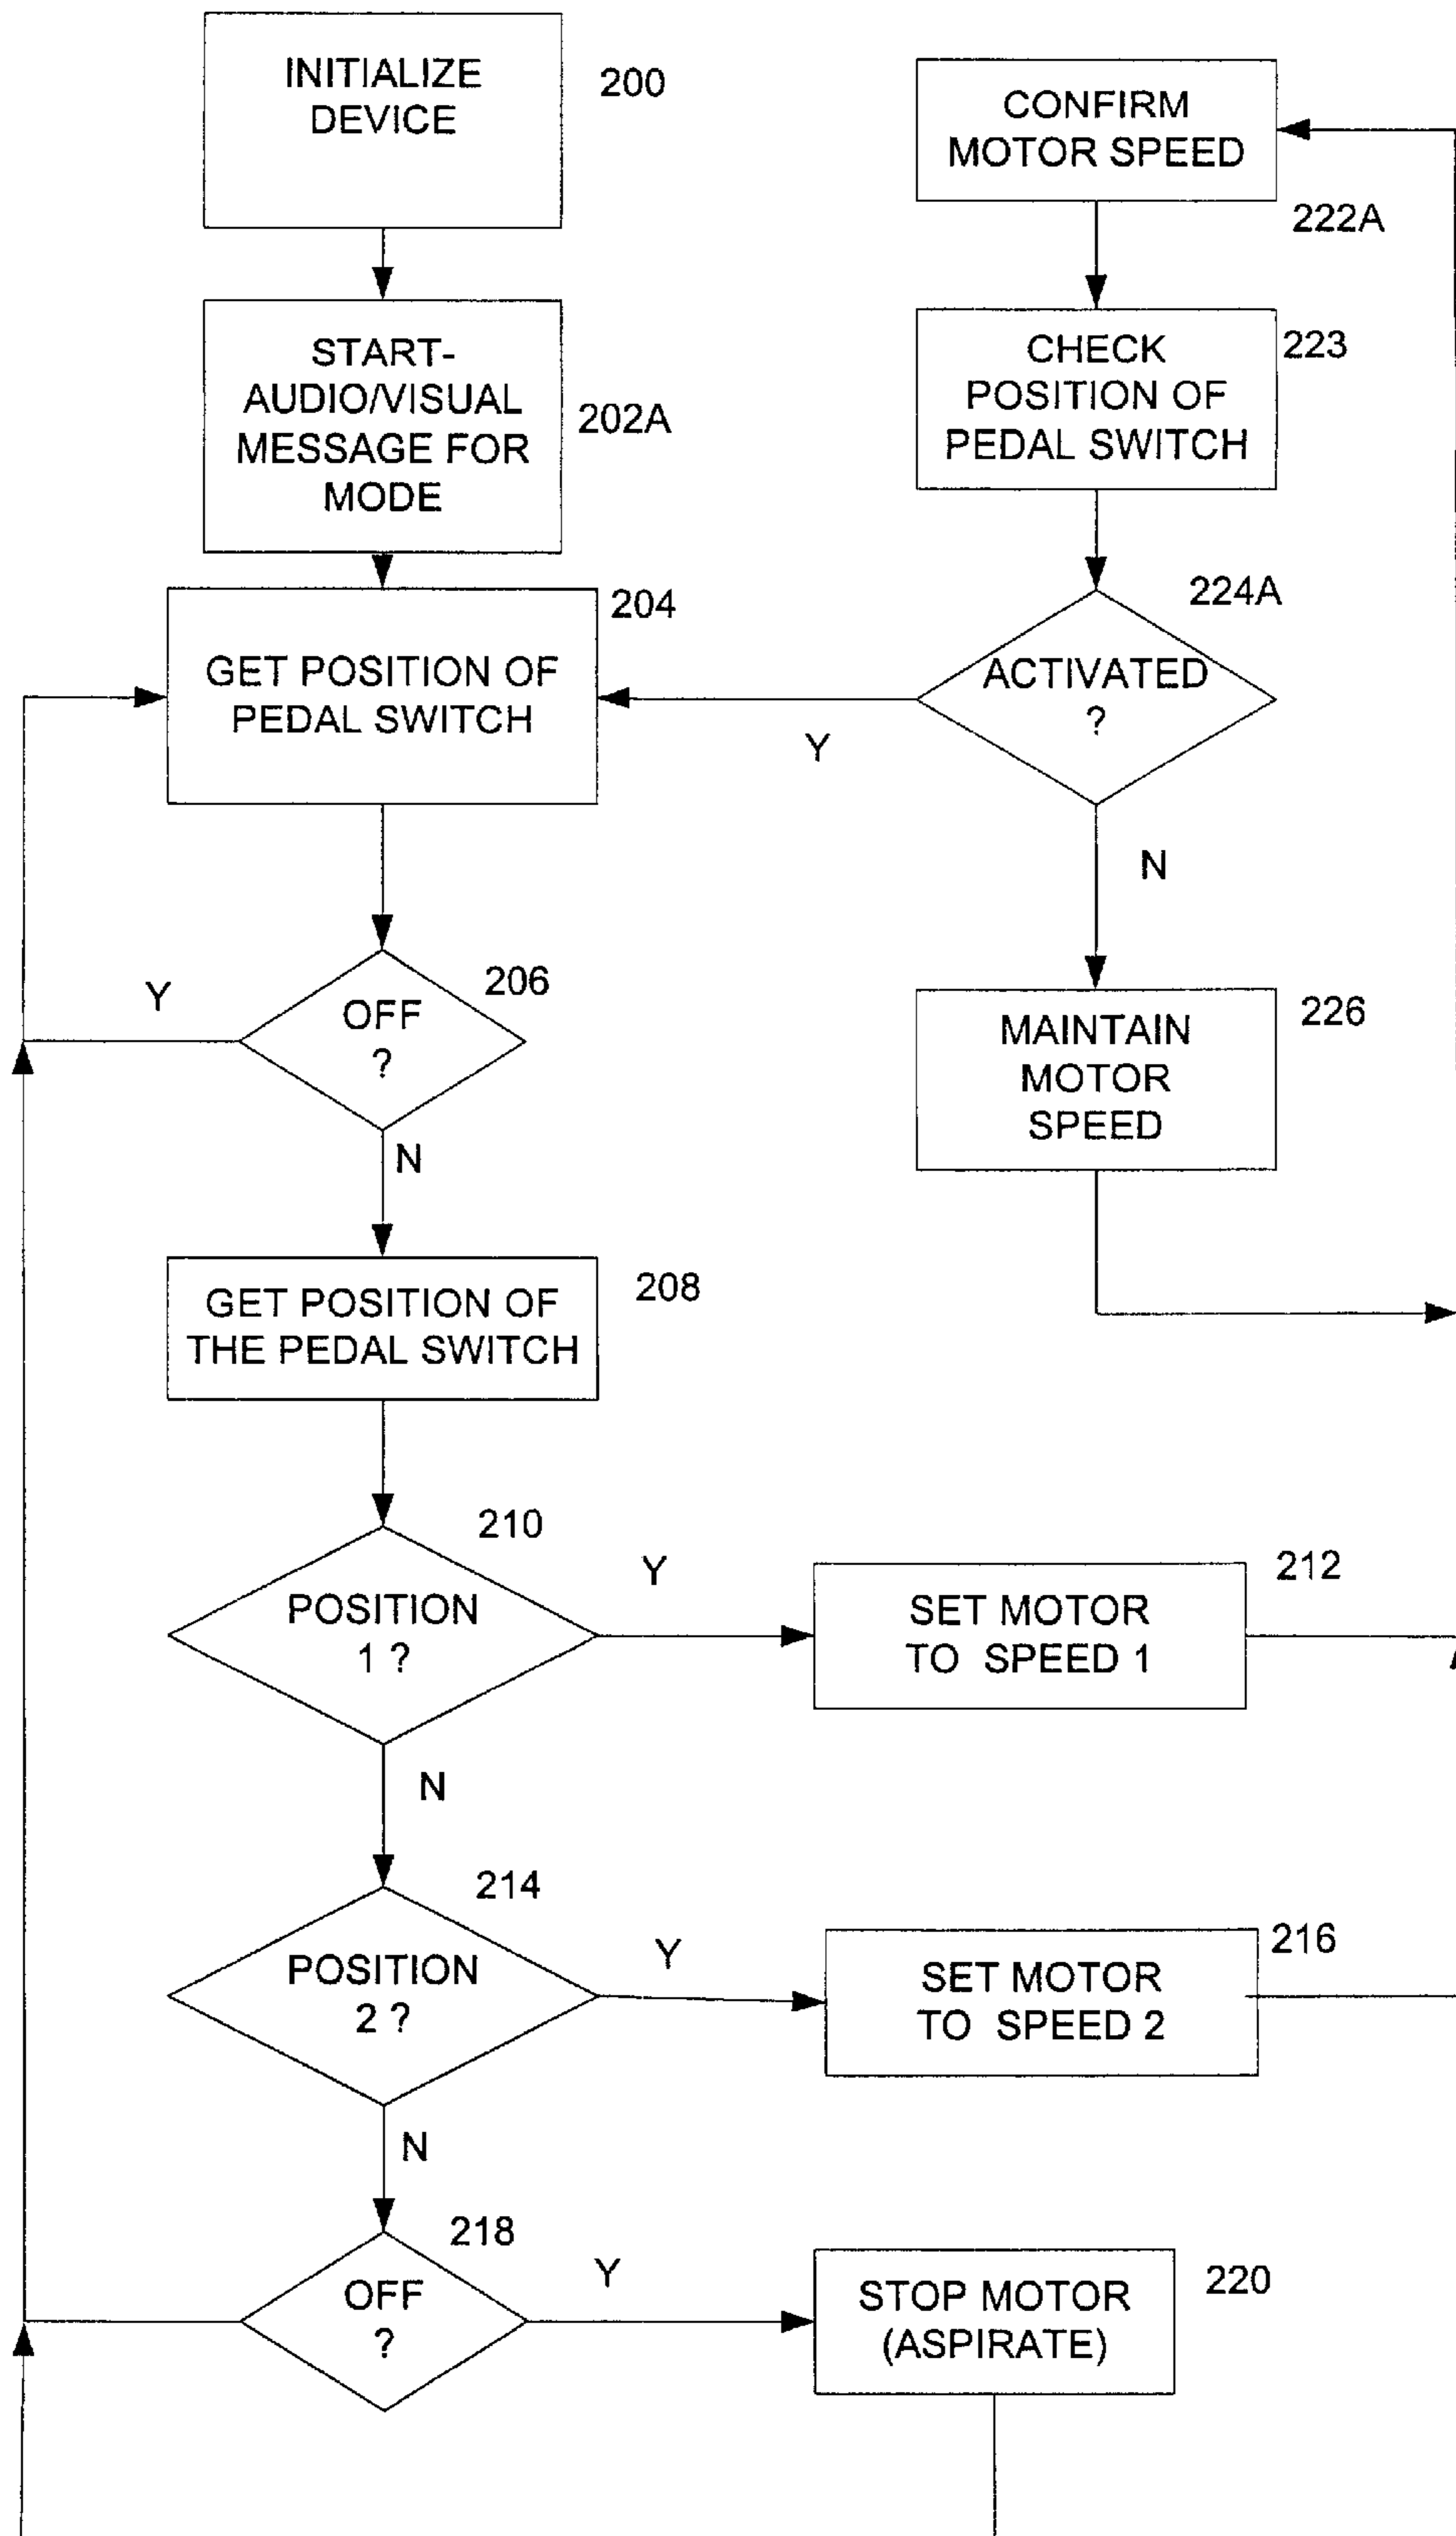 INITIALIZE
DEVICE
200
START-
AUDIO/VISUAL
MESSAGE FOR
MODE
202A
204
GET POSITION OF
PEDAL SWITCH
206
Y
OFF
?
N
208
GET POSITION OF
THE PEDAL SWITCH
210
POSITION
1 ?
Y
212
SET MOTOR
TO SPEED 1
N
214
POSITION
2 ?
Y
216
SET MOTOR
TO SPEED 2
N
218
OFF
?
Y
220
STOP MOTOR
(ASPIRATE)
CONFIRM
MOTOR SPEED
222A
223
CHECK
POSITION OF
PEDAL SWITCH
224A
ACTIVATED
?
Y
N
226
MAINTAIN
MOTOR
SPEED